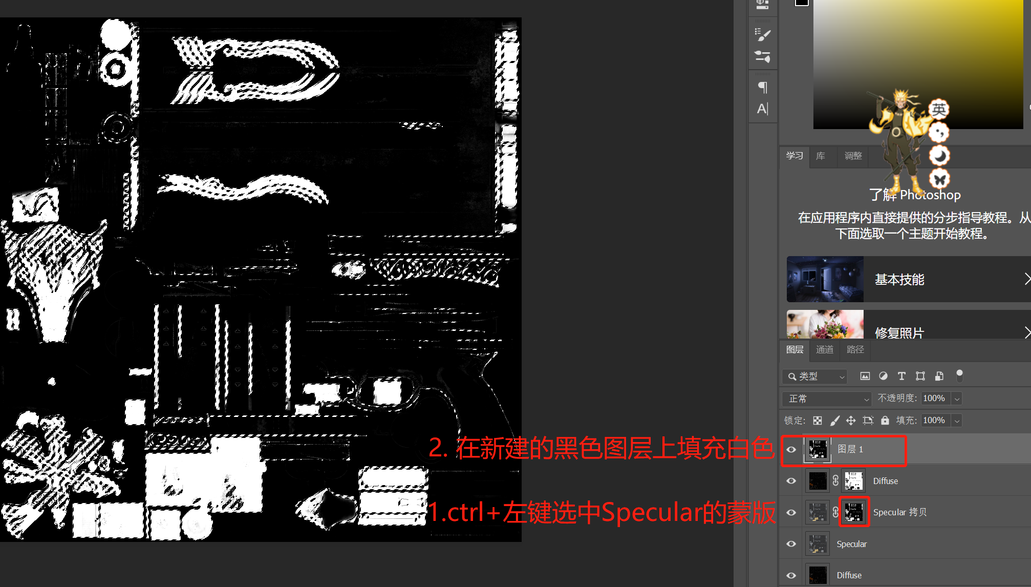 英
A|
学习 库 调整
了解 Photoshop
在应用程序内直接提供的分步指导教程。从
下面选取一个主题开始教程。
基本技能
修复照片
图层 通道 路径
类型
正常 不透明度: 100%
锁定: 填充: 100%
2. 在新建的黑色图层上填充白色
图层 1
Diffuse
1.ctrl+左键选中Specular的蒙版
Specular 拷贝
Specular
Diffuse